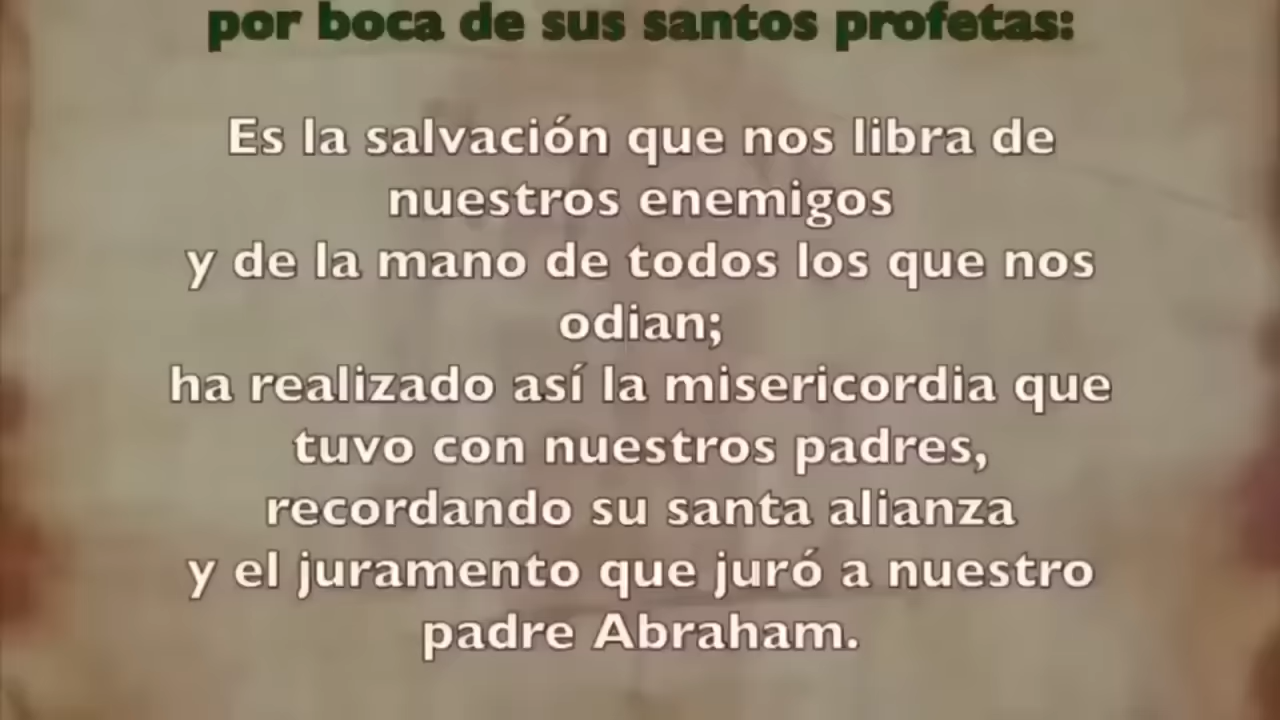 por boca de sus santos profetas:
Es la salvación que nos libra de
nuestros enemigos
y de la mano de todos los que nos
odian;
ha realizado así la misericordia que
tuvo con nuestros padres,
recordando su santa alianza
y el juramento que juró a nuestro
padre Abraham.